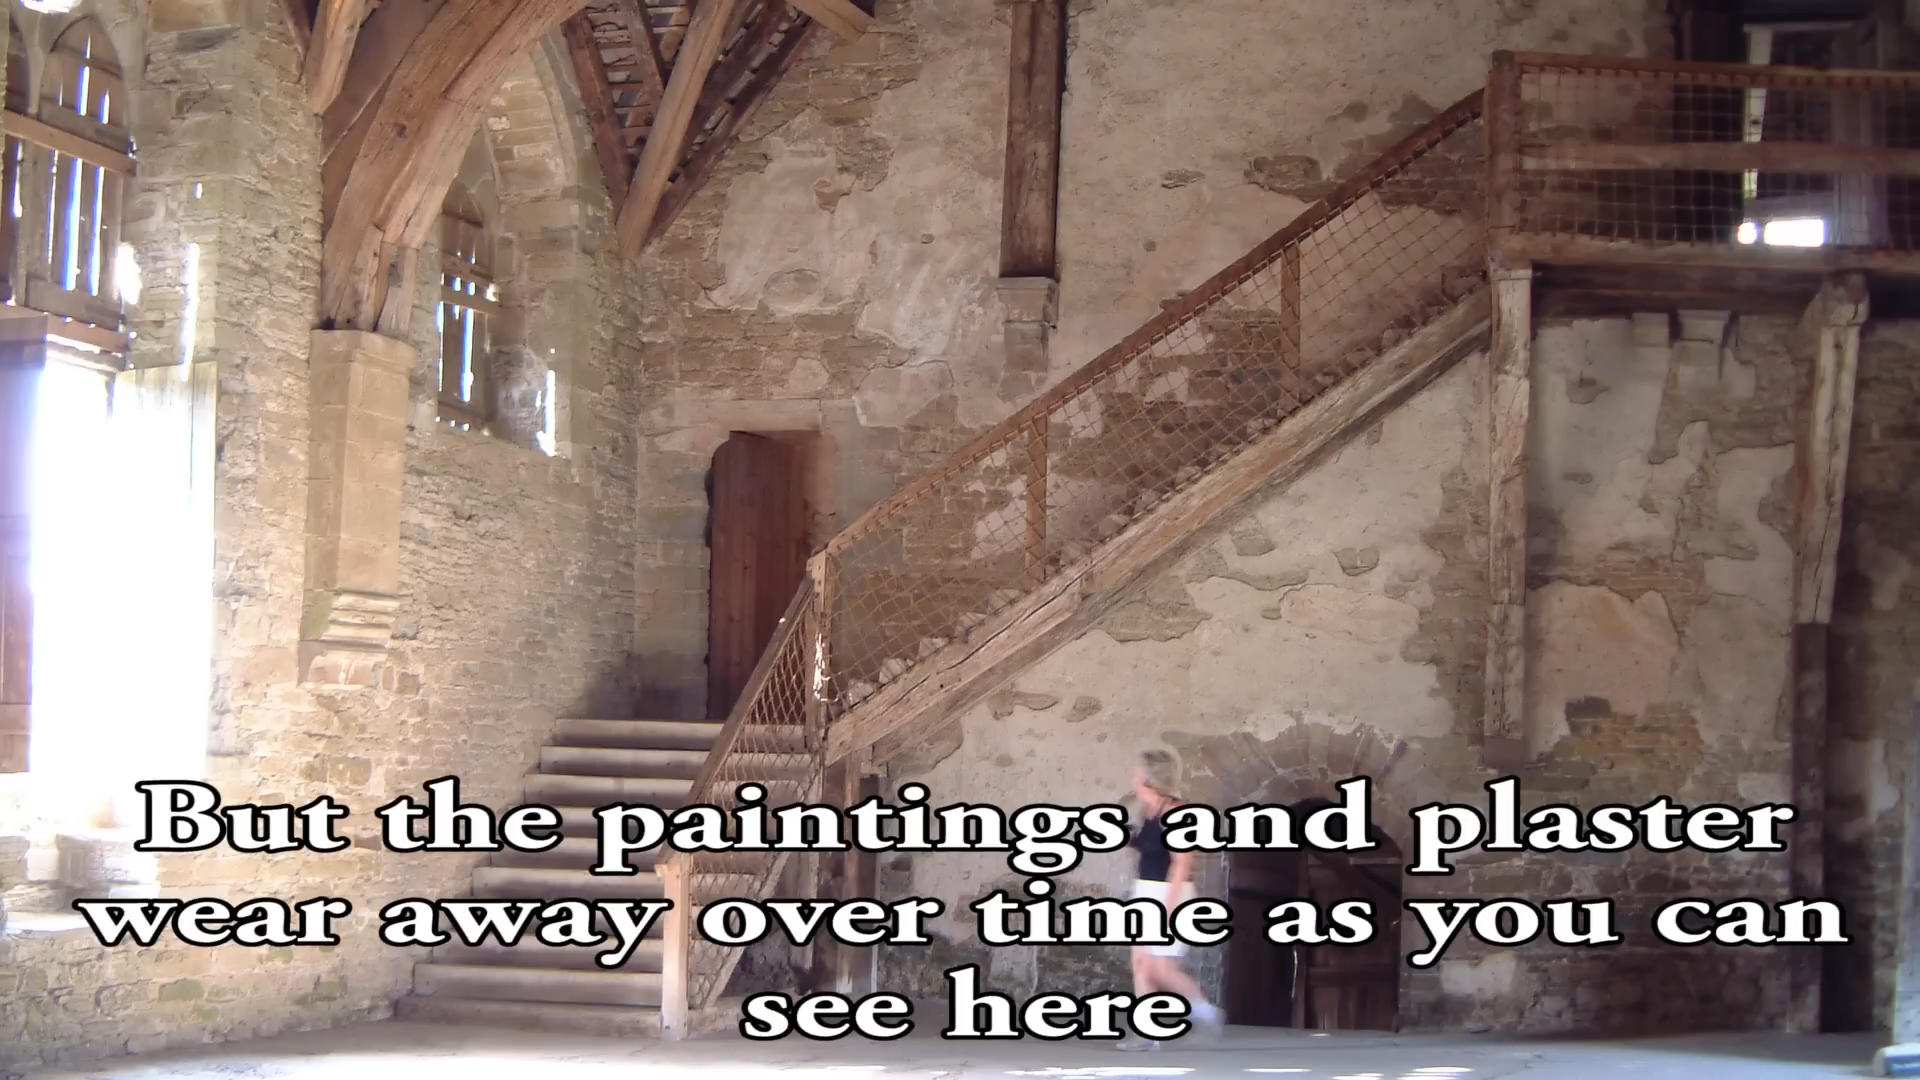 But the paintings and plaster
wear away over time as you can
see here